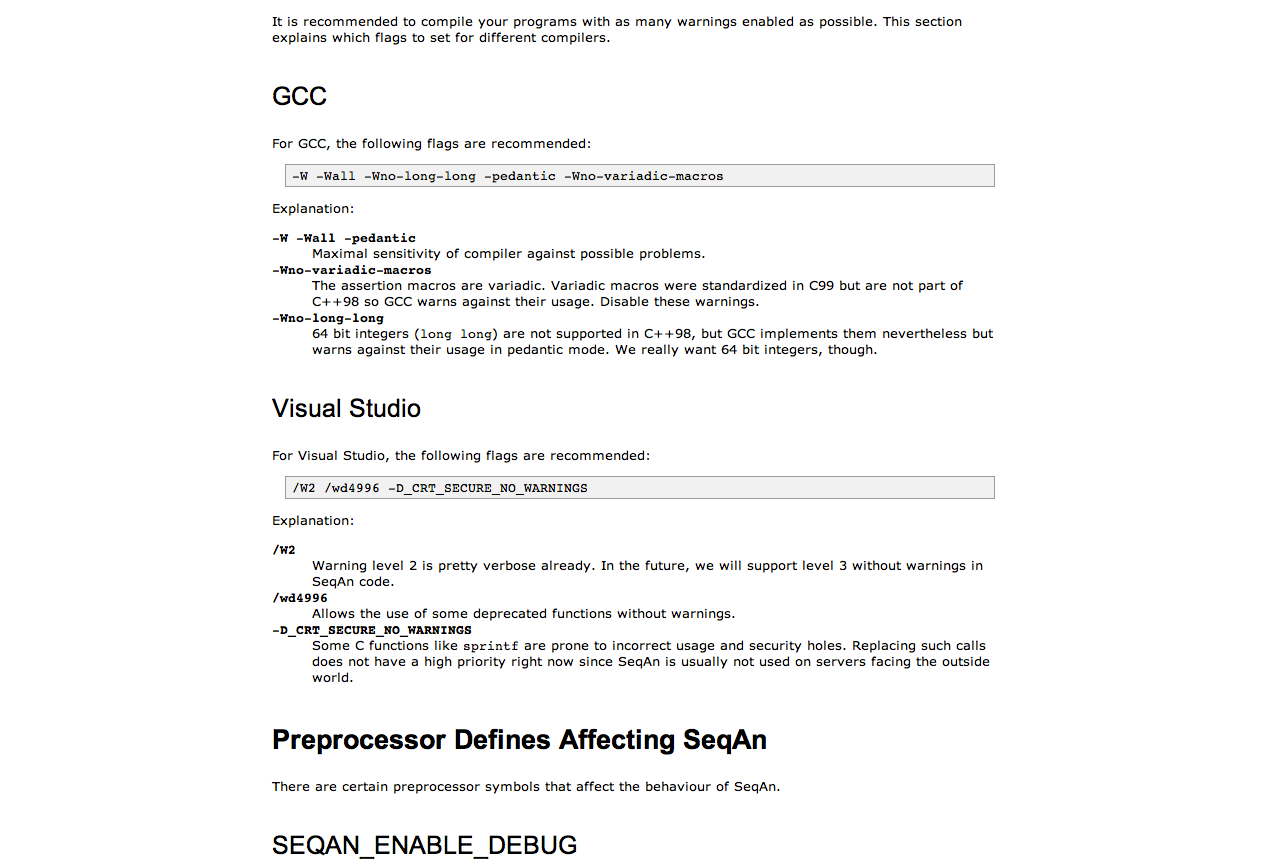 It is recommended to compile your programs with as many warnings enabled as possible. This section
explains which flags to set for different compilers.
GCC
For GCC, the following flags are recommended:
-W -Wall -Wno-long-long -pedantic -Wno-variadic-macros
Explanation:
-W -Wall -pedantic
Maximal sensitivity of compiler against possible problems.
-Wno-variadic-macros
The assertion macros are variadic. Variadic macros were standardized in C99 but are not part of
C++98 so GCC warns against their usage. Disable these warnings.
-Wno-long-long
64 bit integers (long long) are not supported in C++98, but GCC implements them nevertheless but
warns against their usage in pedantic mode. We really want 64 bit integers, though.
Visual Studio
For Visual Studio, the following flags are recommended:
/W2 /wd4996 -D_CRT_SECURE_NO_WARNINGS
Explanation:
/W2
Warning level 2 is pretty verbose already. In the future, we will support level 3 without warnings in
SeqAn code.
/wd4996
Allows the use of some deprecated functions without warnings.
-D_CRT_SECURE_NO_WARNINGS
Some C functions like sprintf are prone to incorrect usage and security holes. Replacing such calls
does not have a high priority right now since SeqAn is usually not used on servers facing the outside
world.
Preprocessor Defines Affecting SeqAn
There are certain preprocessor symbols that affect the behaviour of SeqAn.
SEQAN_ENABLE_DEBUG